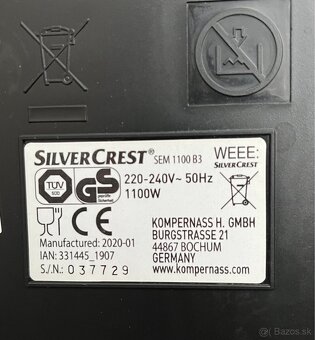 SILVERCREST® SEM 1100 B3
WEEE:
SILVERCREST
TÜV
SÜD
GS
geprüfte
Sicherheit
220-240V~ 50Hz
1100W
KOMPERNASS H. GMBH
BURGSTRASSE 21
44867 BOCHUM
GERMANY
www.kompernass.com
Manufactured: 2020-01
IAN: 331445_1907
S./N.: 037729
bazos.sk